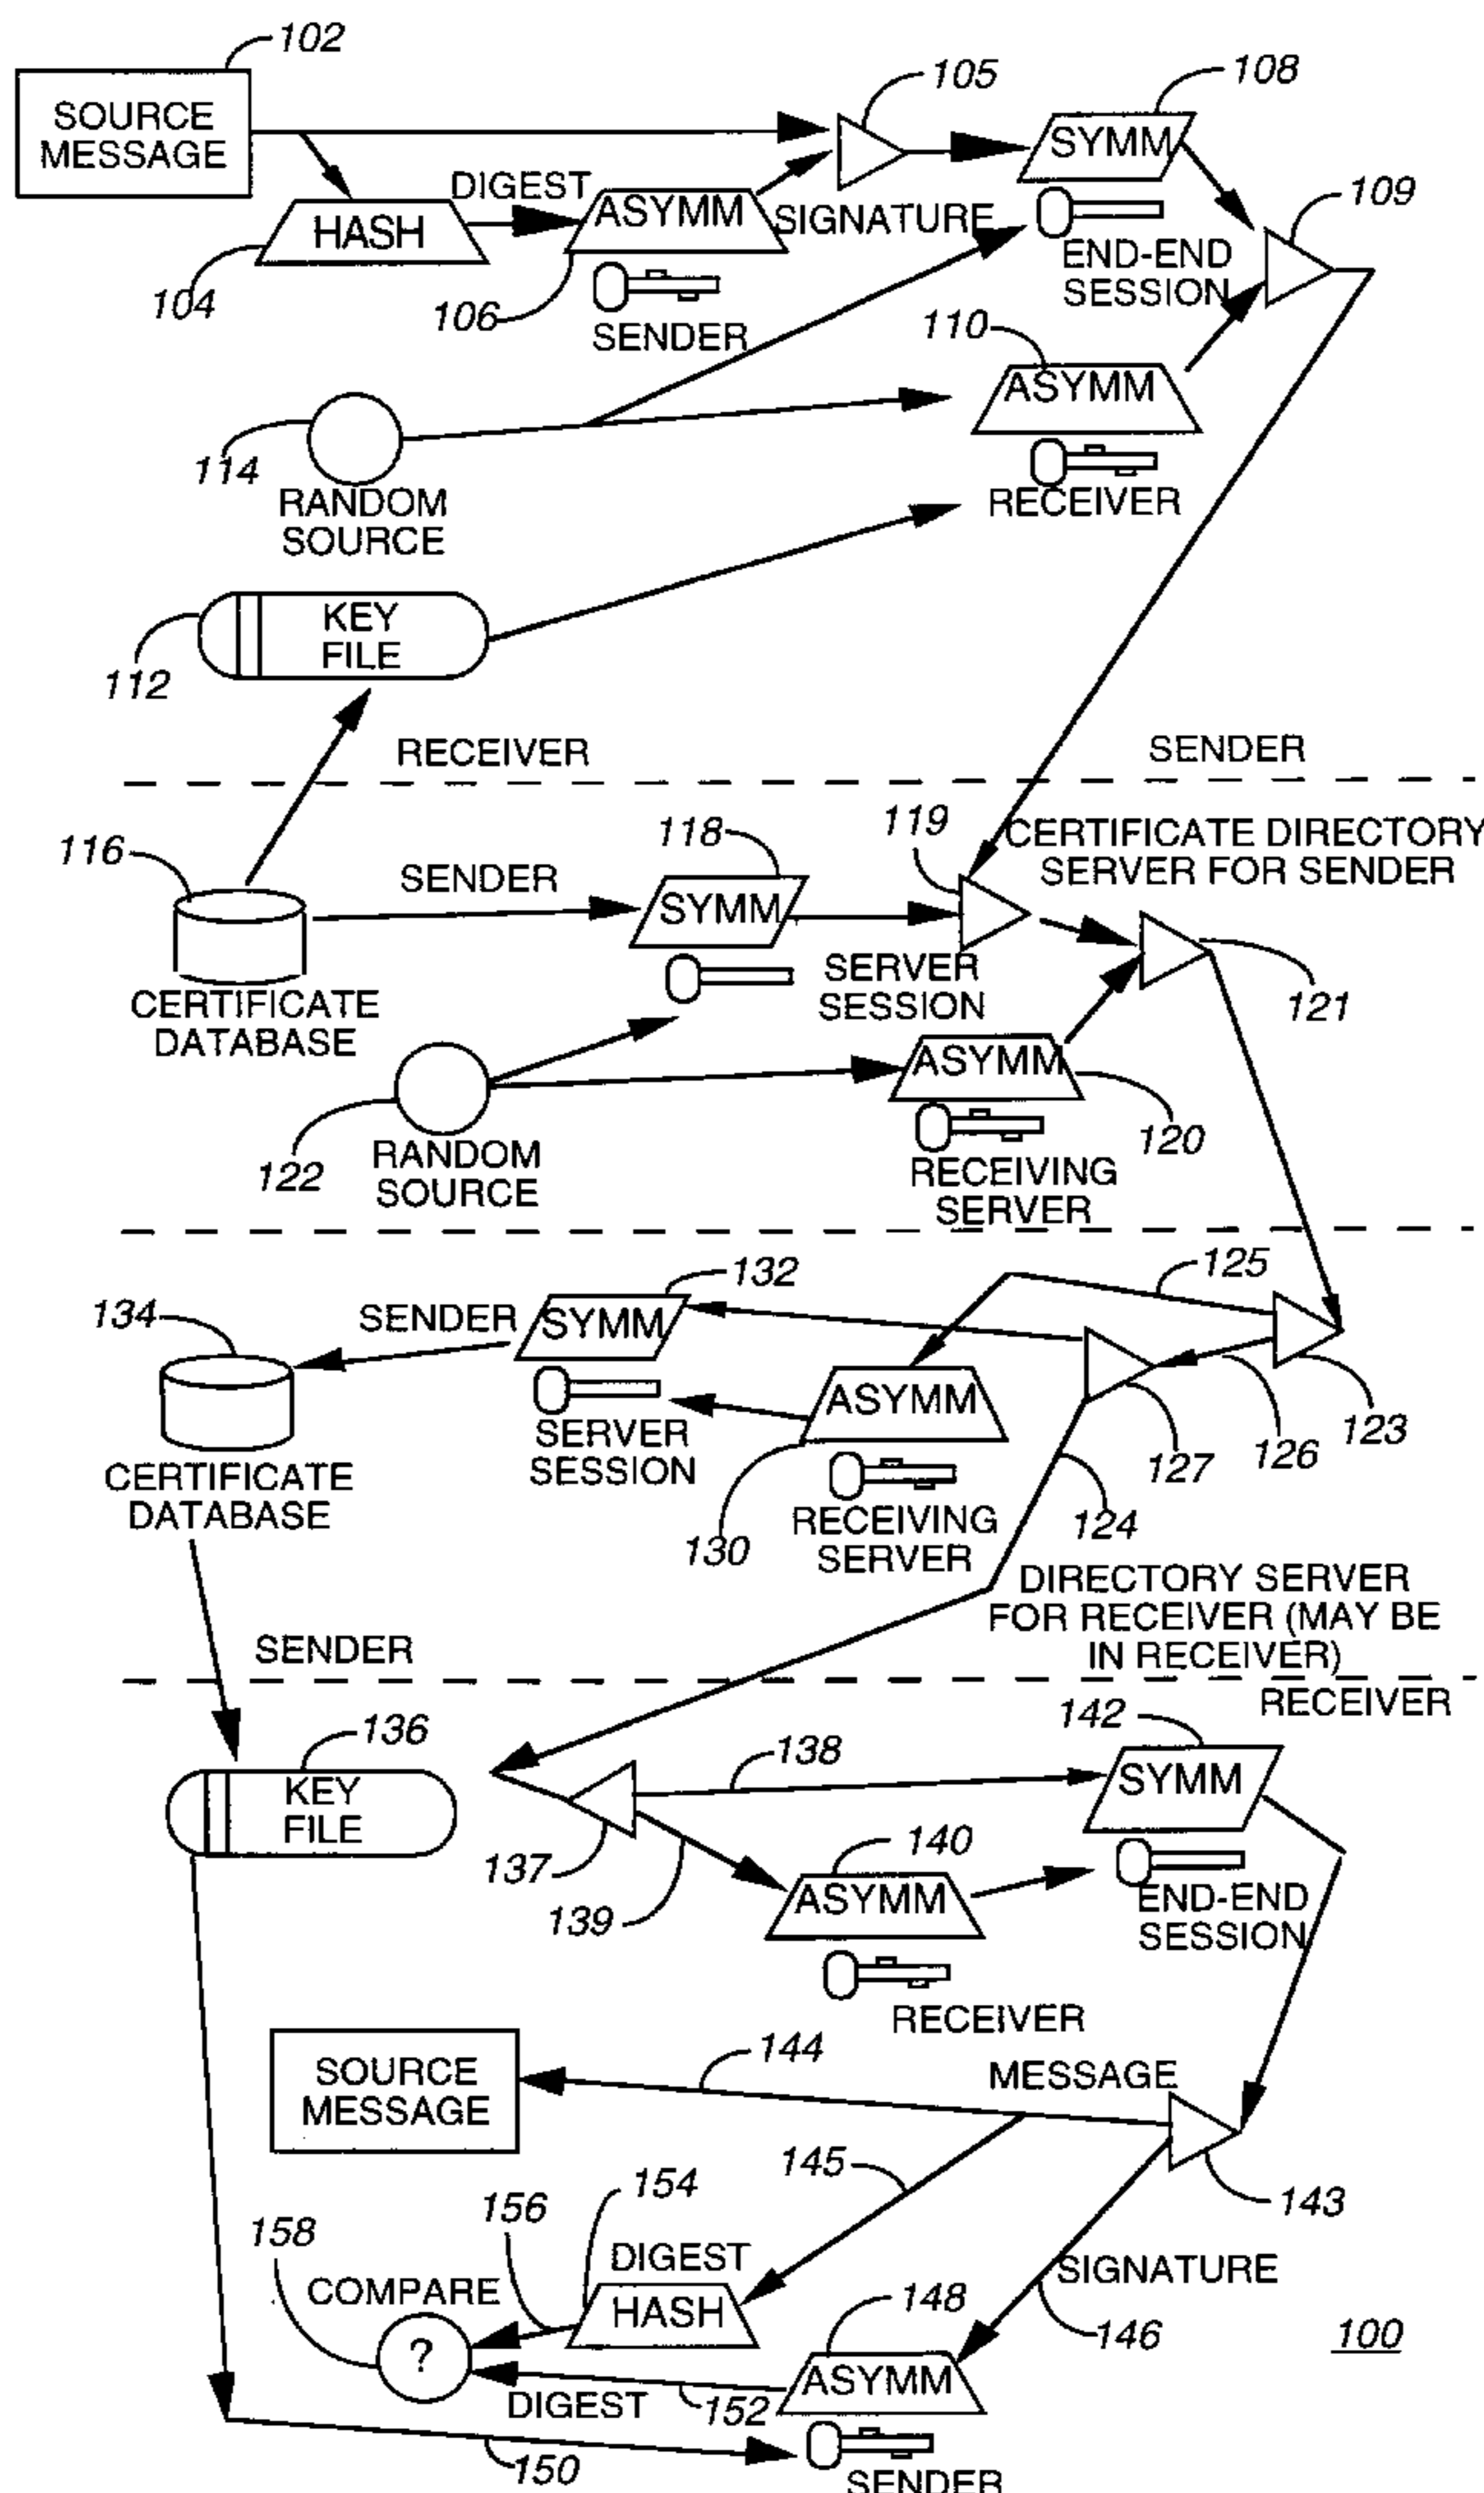 102
SOURCE
MESSAGE
105
108
SYMM
109
DIGEST
HASH
ASYMM
SIGNATURE
104
106
SENDER
END-END
SESSION
110
ASYMM
RECEIVER
114
RANDOM
SOURCE
KEY
FILE
112
RECEIVER
SENDER
116
118
119
CERTIFICATE DIRECTORY
SERVER FOR SENDER
SENDER
SYMM
CERTIFICATE
DATABASE
SERVER
SESSION
121
ASYMM
120
122
RANDOM
SOURCE
RECEIVING
SERVER
125
132
134
SENDER
SYMM
ASYMM
SERVER
SESSION
123
126
127
CERTIFICATE
DATABASE
130
RECEIVING
SERVER
124
DIRECTORY SERVER
FOR RECEIVER (MAY BE
IN RECEIVER)
SENDER
RECEIVER
136
138
142
KEY
FILE
SYMM
137
140
139
ASYMM
END-END
SESSION
RECEIVER
SOURCE
MESSAGE
144
MESSAGE
145
143
154
156
158
DIGEST
SIGNATURE
COMPARE
HASH
148
146
100
?
ASYMM
DIGEST
152
150
SENDER